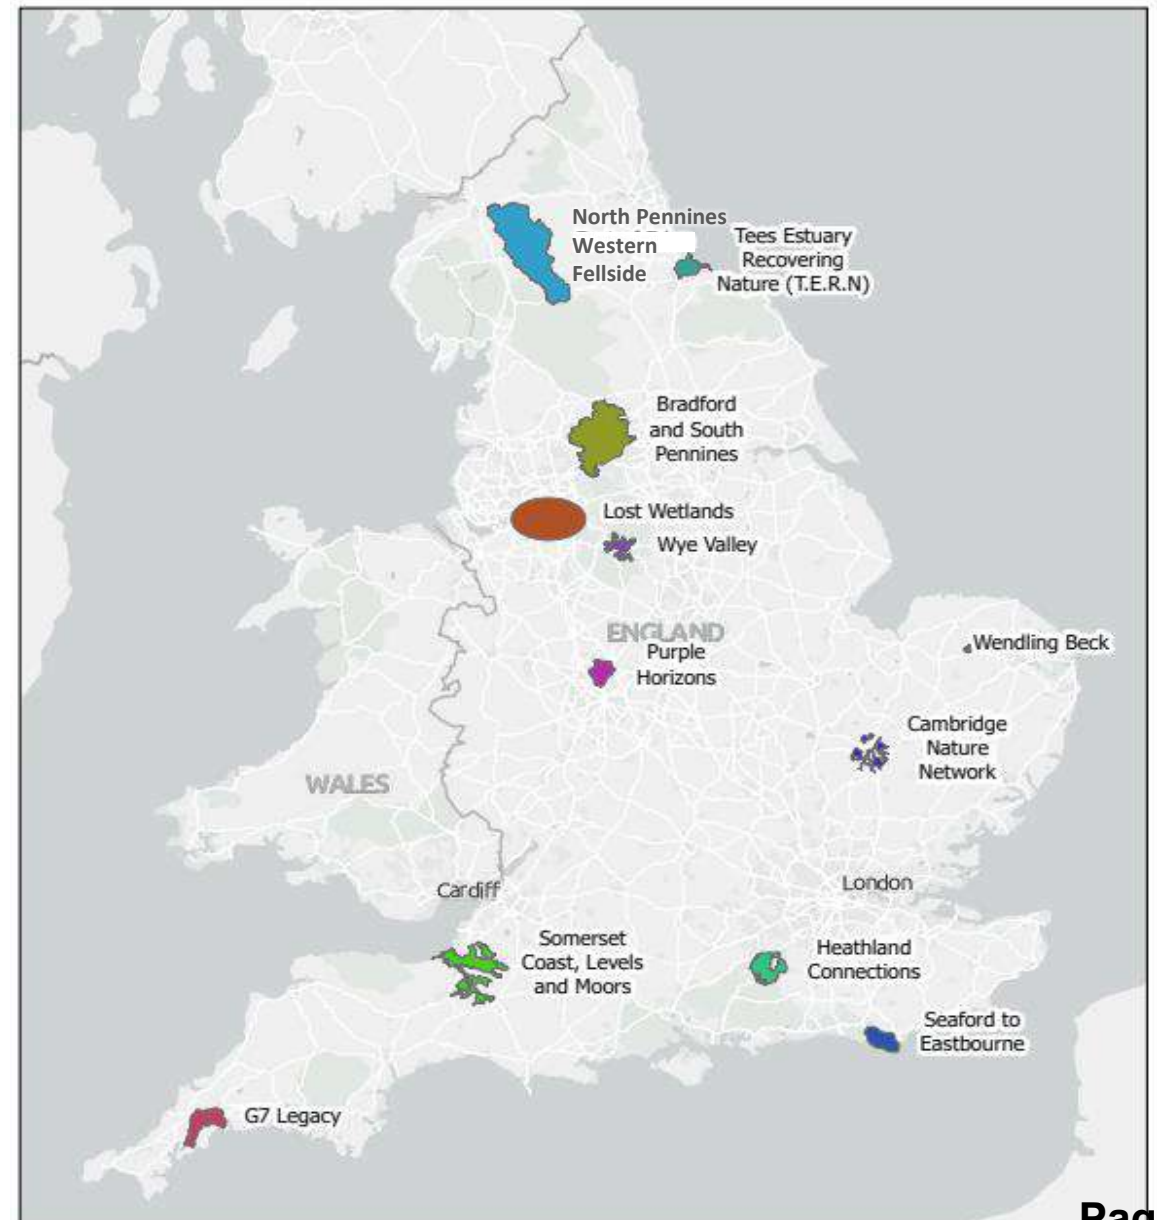 North Pennines
Western
Fellside
Tees Estuary
Recovering
Nature (T.E.R.N)
Bradford
and South
Pennines
Lost Wetlands
Wye Valley
ENGLAND
Purple
Horizons
Wendling Beck
Cambridge
Nature
Network
WALES
Cardiff
London
Somerset
Coast, Levels
and Moors
Heathland
Connections
Seaford to
Eastbourne
G7 Legacy
Pag